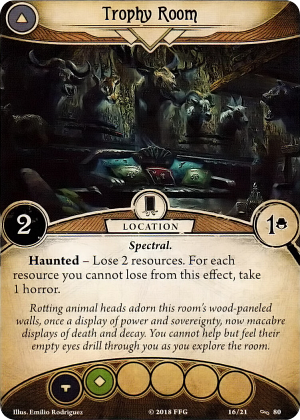 Trophy Room
2
1
LOCATION
Spectral.
Haunted – Lose 2 resources. For each
resource you cannot lose from this effect, take
1 horror.
Rotting animal heads adorn this room's wood-paneled
walls, once a display of power and sovereignty, now macabre
displays of death and decay. You cannot help but feel their
empty eyes drill through you as you explore the room.
Illus. Emilio Rodriguez © 2018 FFG 16/21 80